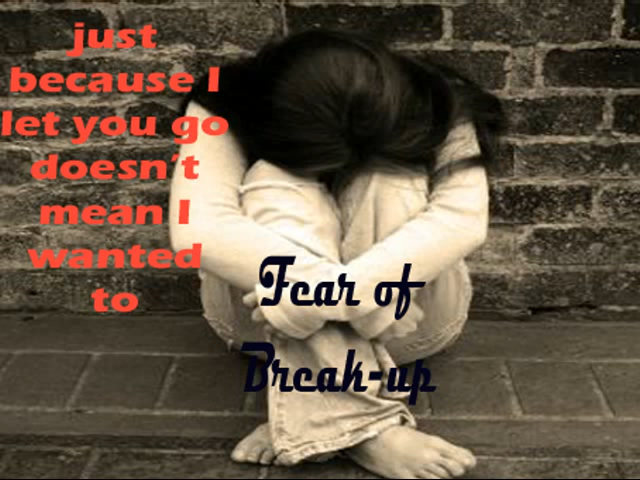 just
because I
let you go
doesn't
mean I
wanted
to
Fear of
Break-up